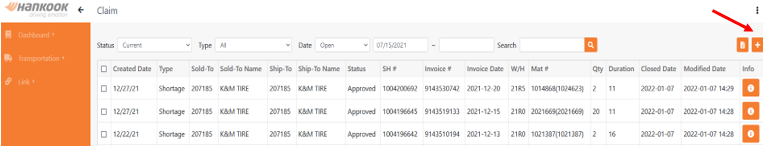 HANKOOK
driving emotion
Claim
Dashboard
Transportation
Link
Status Current Type All Date Open 07/15/2021 ~ Search
Created Date Type Sold-To Sold-To Name Ship-To Ship-To Name Status SH # Invoice # Invoice Date W/H Mat # Qty Duration Closed Date Modified Date Info
12/27/21 Shortage 207185 K&M TIRE 207185 K&M TIRE Approved 1004200692 9143530742 2021-12-20 21R5 1014868(1024623) 2 11 2022-01-07 2022-01-07 14:29
12/27/21 Shortage 207185 K&M TIRE 207185 K&M TIRE Approved 1004196645 9143519133 2021-12-15 21R0 2021669(2021669) 20 11 2022-01-07 2022-01-07 14:28
12/22/21 Shortage 207185 K&M TIRE 207185 K&M TIRE Approved 1004196642 9143510194 2021-12-13 21R0 1021387(1021387) 2 16 2022-01-07 2022-01-07 14:28